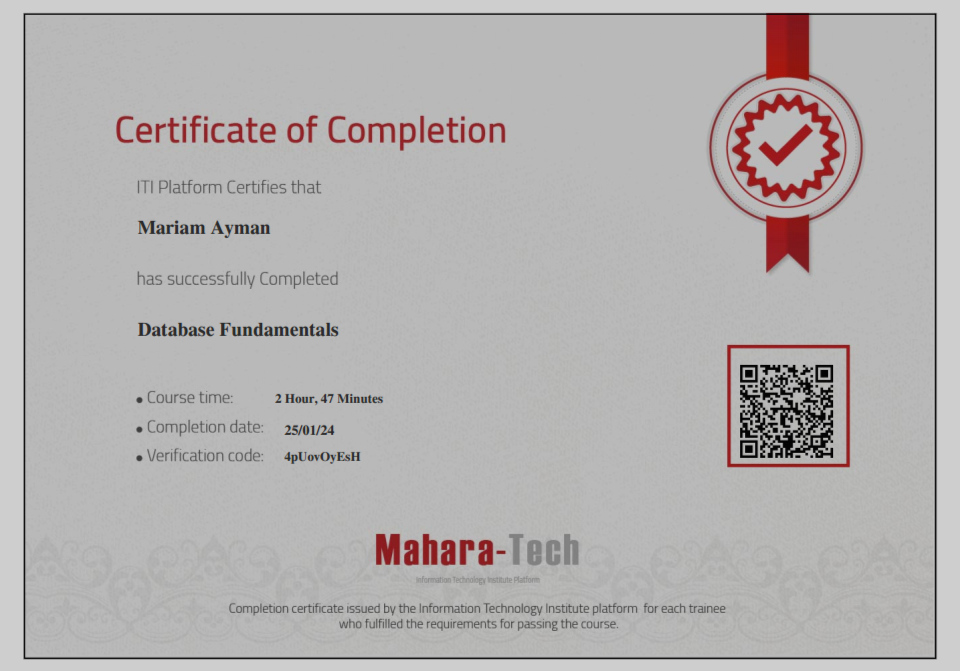 Certificate of Completion
ITI Platform Certifies that
Mariam Ayman
has successfully Completed
Database Fundamentals
• Course time: 2 Hour, 47 Minutes
• Completion date: 25/01/24
• Verification code: 4pUovOyEsH
Mahara-Tech
Information Technology Institute Platform
Completion certificate issued by the Information Technology Institute platform for each trainee
who fulfilled the requirements for passing the course.